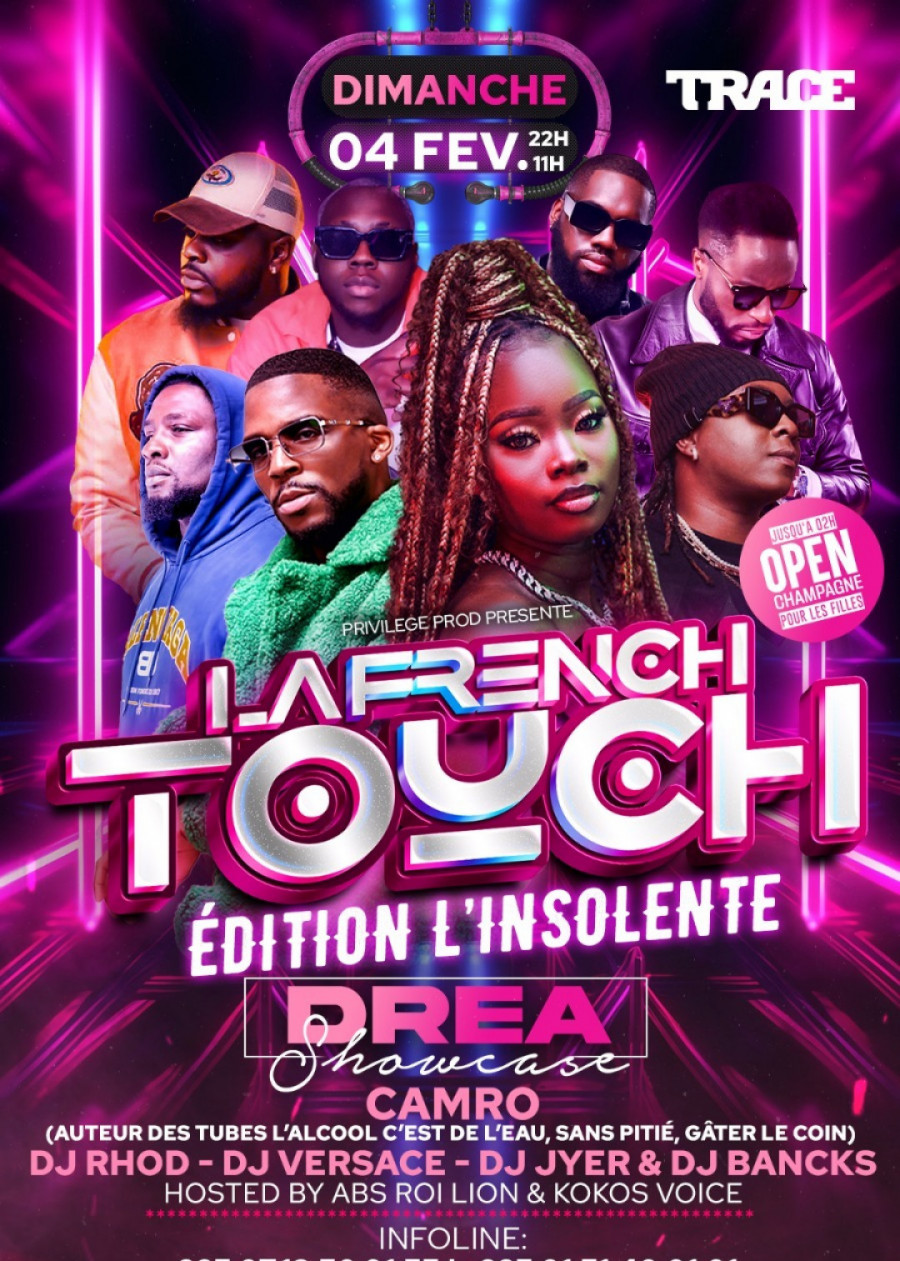 DIMANCHE
04 FEV. 22H
11H
TRACE
JUSQU'A 02H
OPEN
CHAMPAGNE
POUR LES FILLES
PRIVILEGE PROD PRESENTE
LA FRENCH
TOUCH
ÉDITION L'INSOLENTE
DREA
Showcase
CAMRO
(AUTEUR DES TUBES L'ALCOOL C'EST DE L'EAU, SANS PITIÉ, GÂTER LE COIN)
DJ RHOD - DJ VERSACE - DJ JYER & DJ BANCKS
HOSTED BY ABS ROI LION & KOKOS VOICE
INFOLINE: